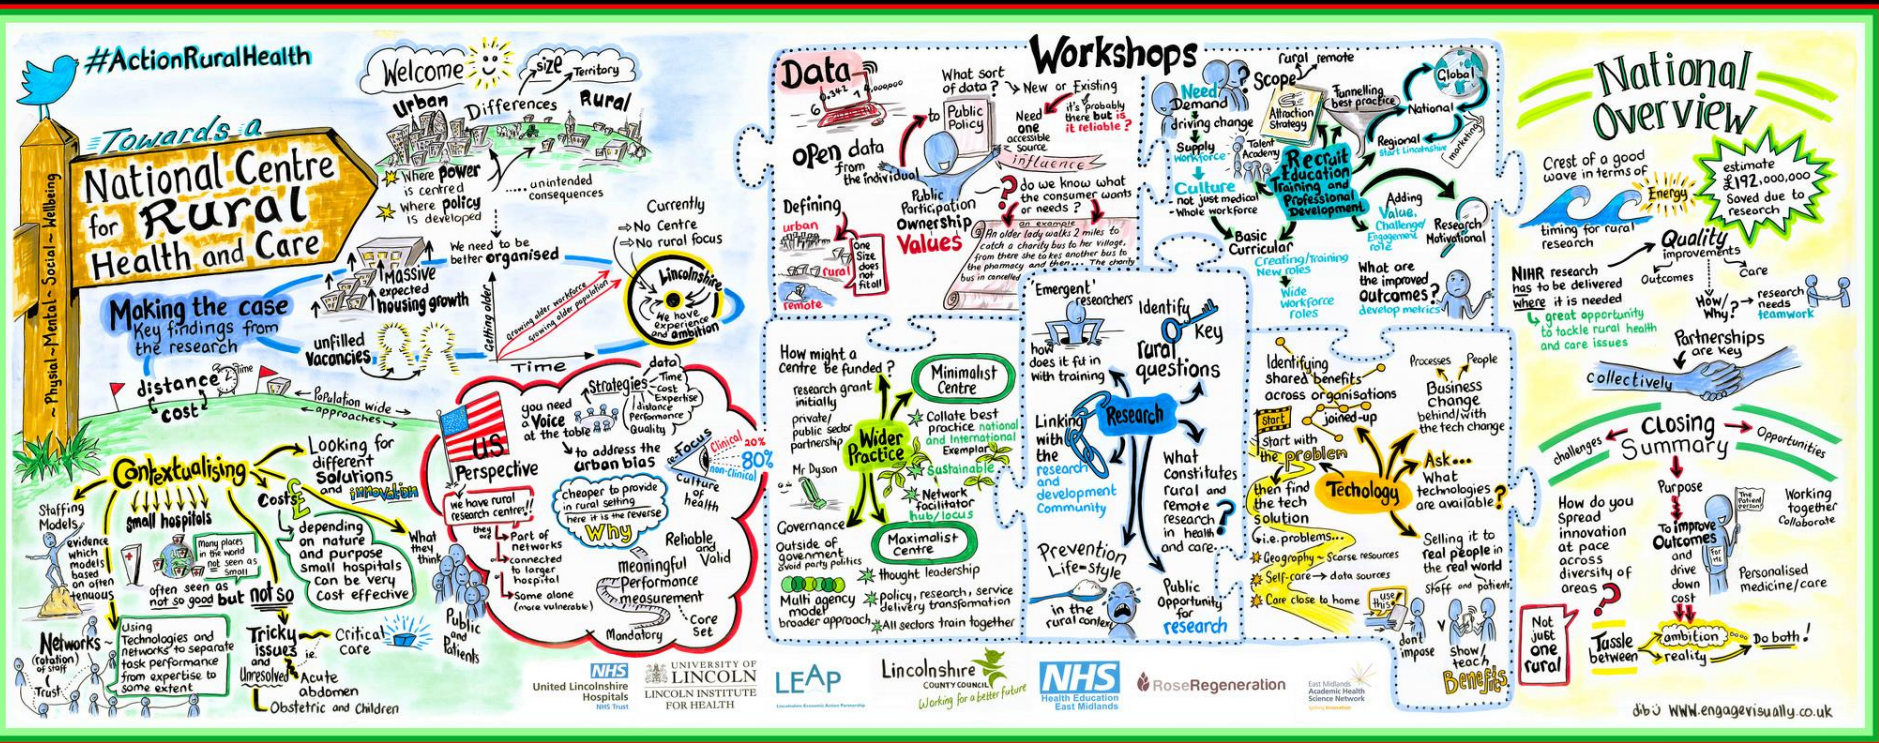 #ActionRuralHealth
Towards a
National Centre
for Rural
Health and Care
~ Physical ~ Mental ~ Social ~ Wellbeing
Welcome
size
Territory
Urban
Differences
Rural
Where power
is centred
Where policy
is developed
unintended
consequences
Making the case
Key findings from
the research
Massive
expected
housing growth
We need to be
better organised
unfilled
Vacancies
Getting older
Growing older workforce
Growing older population
Time
Currently
No Centre
No rural focus
Lincolnshire
We have
experience
and ambition
distance
Time
cost
Population wide
approaches
Contextualising
Looking for
different
Solutions
and innovation
Staffing
Models
evidence
which
models
based
on often
tenuous
Small hospitals
Many places
in the world
not seen as
small
often seen as
not so good but not so
Costs £
depending
on nature
and purpose
small hospitals
can be very
cost effective
What
they
think
Public
and
Patients
Networks ~
(rotation)
of staff
Trust
Using
Technologies and
networks to separate
task performance
from expertise to
some extent
Tricky
issues
and
Unresolved
ie.
Critical
Care
Acute
abdomen
Obstetric and Children
US
Perspective
we have rural
research centres!!
they
are
Part of
networks
connected
to larger
hospital
Some alone
(more vulnerable)
you need
a Voice
at the table
Strategies
data
Time
Cost
Expertise
distance
Performance
Quality
to address the
urban bias
Focus
Clinical 20%
80%
non-clinical
Culture
of
health
cheaper to provide
in rural setting
here it is the reverse
Why
Reliable
and
Valid
meaningful
Performance
measurement
Mandatory
Core
set
Workshops
Data
open data
from
the individual
What sort
of data?
New or Existing
it's probably
there but is
it reliable?
to
Public
Policy
Need
one
accessible
source
influence
Public
Participation
Ownership
Values
do we know what
the consumer wants
or needs?
Defining
urban
rural
remote
One
Size
does
not
fit all!
an example
An older lady walks 2 miles to
catch a charity bus to her village,
from there she takes another bus to
the pharmacy and then... The charity
bus in cancelled
Need
Demand
driving change
Supply
workforce
Culture
not just medical
- Whole workforce
Scope
rural remote
Attraction
Strategy
Talent
Academy
Funnelling
best practice
Global
National
Regional
Start Lincolnshire
marketing
Recruit
Education
Training and
Professional
Development
Basic
Curricular
Creating/training
New roles
Wide
workforce
roles
Adding
Value,
Challenge/
Engagement
role
Research
Motivational
What are
the improved
outcomes?
develop metrics
How might a
Centre be funded?
research grant
initially
private/
public sector
partnership
Mr Dyson
Governance
Outside of
government
avoid party politics
Multi agency
model
broader approach
Wider
Practice
Minimalist
Centre
Collate best
practice national
and International
Exemplar
Sustainable
Network
facilitator
hub/locus
Maximalist
Centre
thought leadership
policy, research, service
delivery transformation
All sectors train together
'Emergent'
researchers
how
does it fit in
with training
Identify
Key
rural
questions
Research
Linking
with
the
research
and
development
Community
What
constitutes
rural and
remote
research
in health
and care.. ?
Prevention
Life-style
in the
rural context
Public
Opportunity
for
research
Identifying
shared benefits
across organisations
joined-up
Start
Start with
the problem
then find
the tech
solution
i.e. problems...
Geography ~ Scarse resources
Self-care → data sources
Care close to home
Processes
People
Business
Change
behind/with
the tech change
Techology
Ask...
What
technologies
are available?
Selling it to
real people in
the real world
Staff and patients
use
this!
dont
impose
V
Show/
teach
Benefits
National
Overview
Crest of a good
wave in terms of
Energy
timing for rural
research
estimate
£192,000,000
Saved due to
research
Quality
improvements
Outcomes
Care
How/
Why?
research
needs
teamwork
NIHR research
has to be delivered
where it is needed
great opportunity
to tackle rural health
and care issues
Partnerships
are key
collectively
Closing
Summary
challenges
Opportunities
Purpose
To improve
Outcomes
and
drive
down
cost
How do you
Spread
innovation
at pace
across
diversity of
areas?
Not
just
one
rural
The
Patient
Person!
for
me
Working
together
Collaborate
Personalised
medicine/care
Tussle
between
ambition
reality
Do both!
NHS
United Lincolnshire
Hospitals
NHS Trust
UNIVERSITY OF
LINCOLN
LINCOLN INSTITUTE
FOR HEALTH
LEAP
Lincolnshire Economic Action Partnership
Lincolnshire
COUNTY COUNCIL
Working for a better future
NHS
Health Education
East Midlands
RoseRegeneration
East Midlands
Academic Health
Science Network
Igniting Innovation
dibü www.engagevisually.co.uk